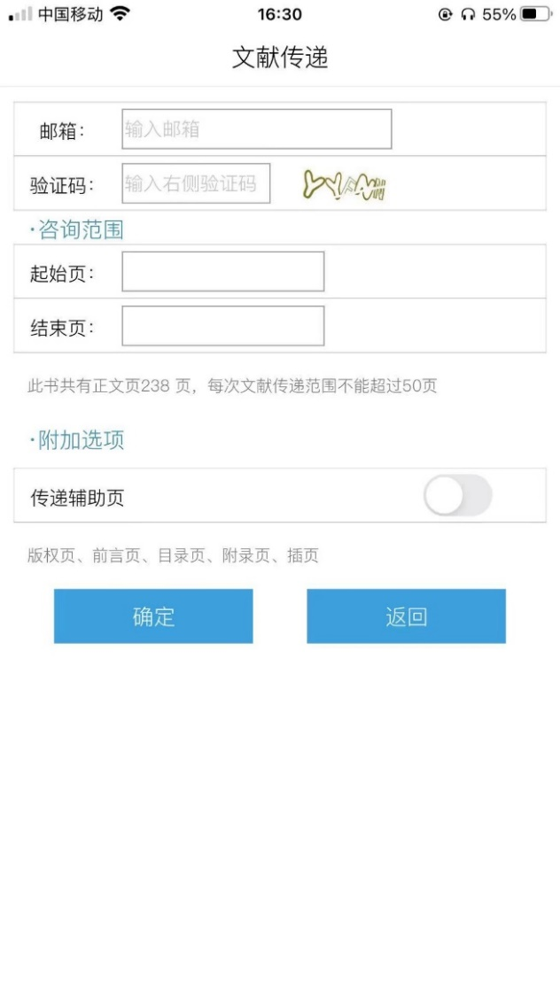 中国移动 16:30 55%
文献传递
邮箱： 输入邮箱
验证码： 输入右侧验证码
·咨询范围
起始页：
结束页：
此书共有正文页238 页，每次文献传递范围不能超过50页
·附加选项
传递辅助页
版权页、前言页、目录页、附录页、插页
确定 返回